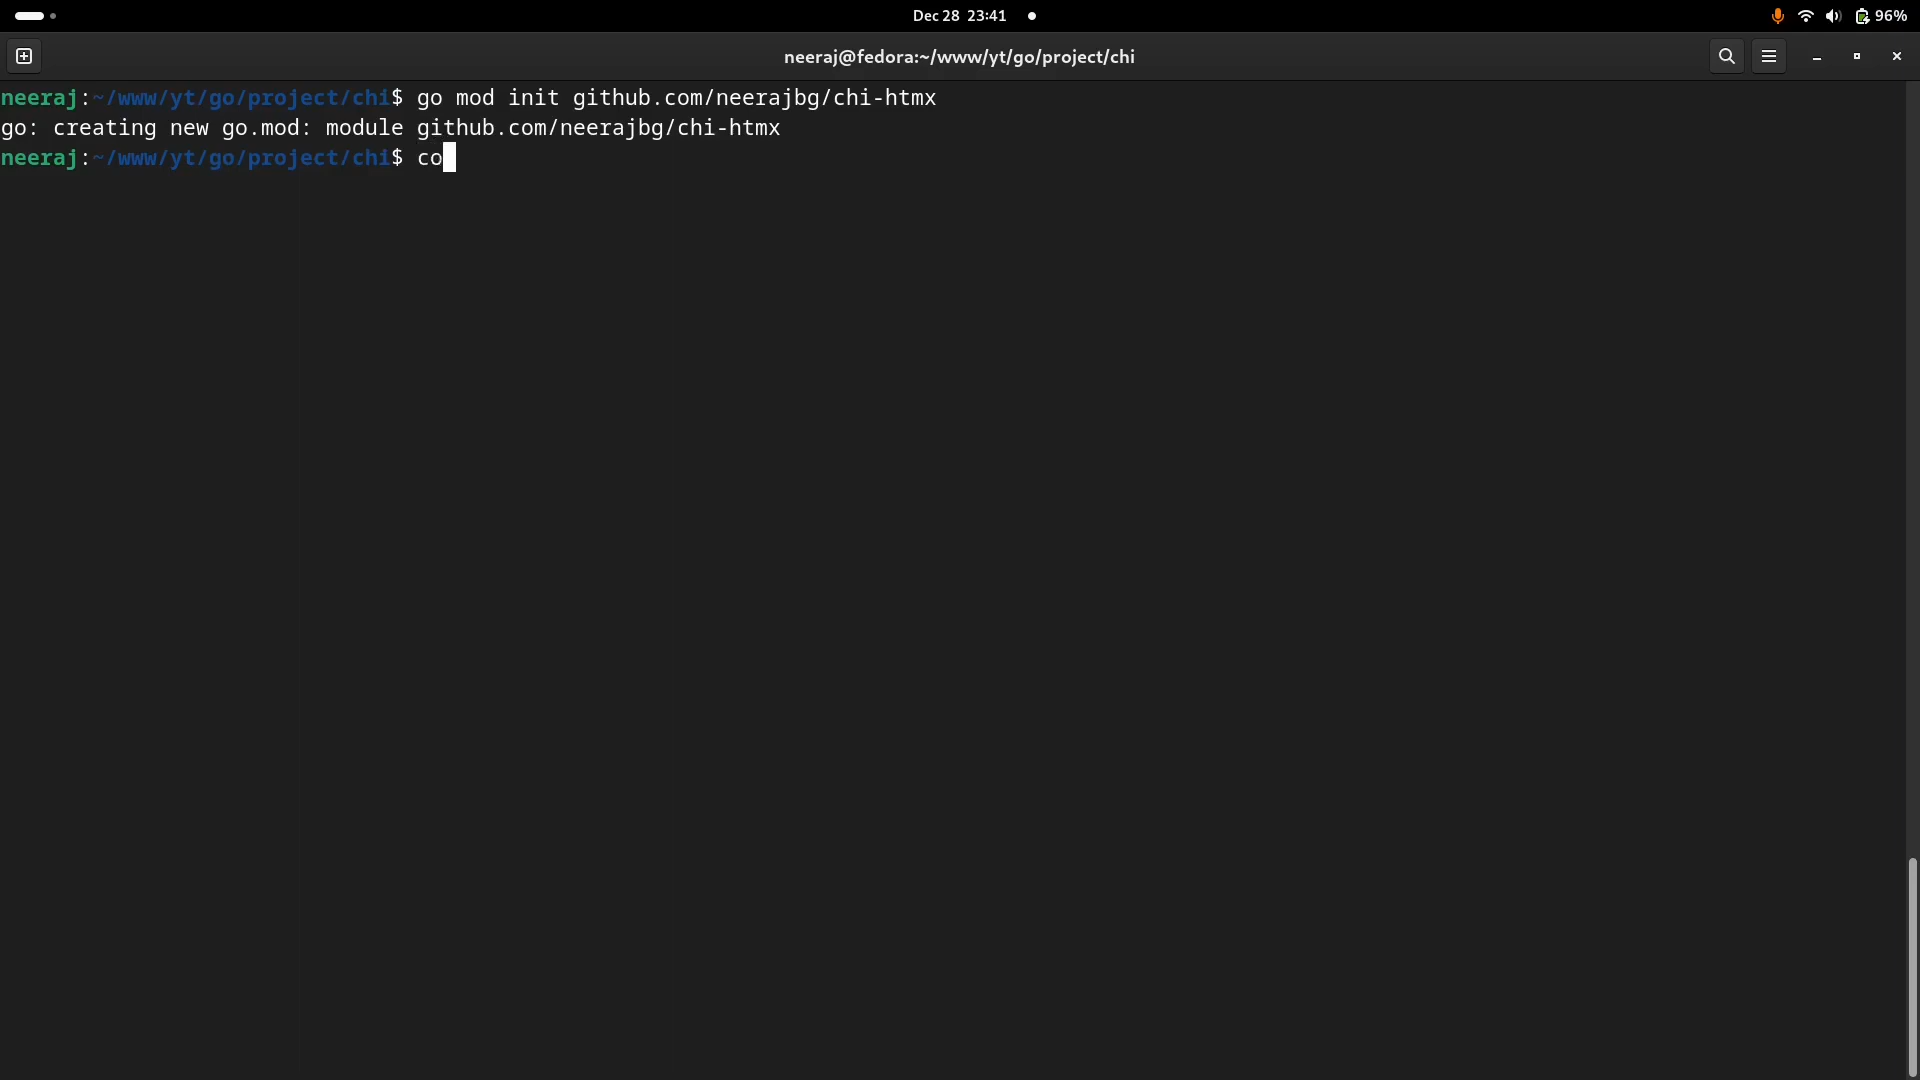 Dec 28 23:41
96%
neeraj@fedora:~/www/yt/go/project/chi
neeraj:~/www/yt/go/project/chi$ go mod init github.com/neerajbg/chi-htmx
go: creating new go.mod: module github.com/neerajbg/chi-htmx
neeraj:~/www/yt/go/project/chi$ co